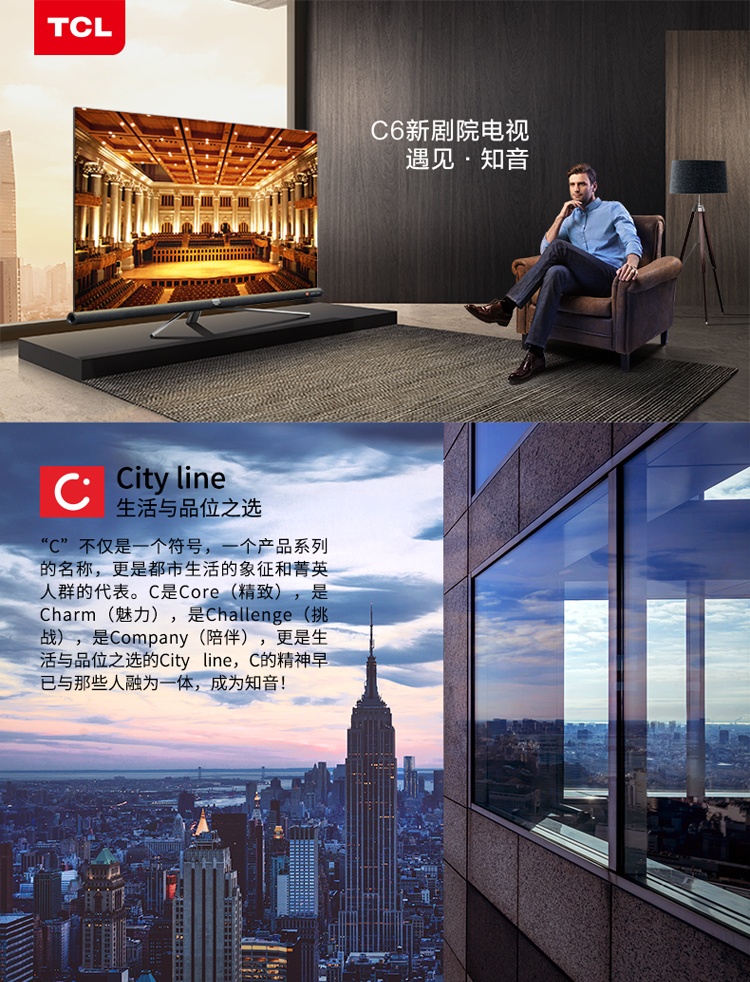 TCL
C6新剧院电视
遇见 · 知音
City line
生活与品位之选
“C”不仅是一个符号，一个产品系列
的名称，更是都市生活的象征和菁英
人群的代表。C是Core（精致），是
Charm（魅力），是Challenge（挑
战），是Company（陪伴），更是生
活与品位之选的City line，C的精神早
已与那些人融为一体，成为知音！